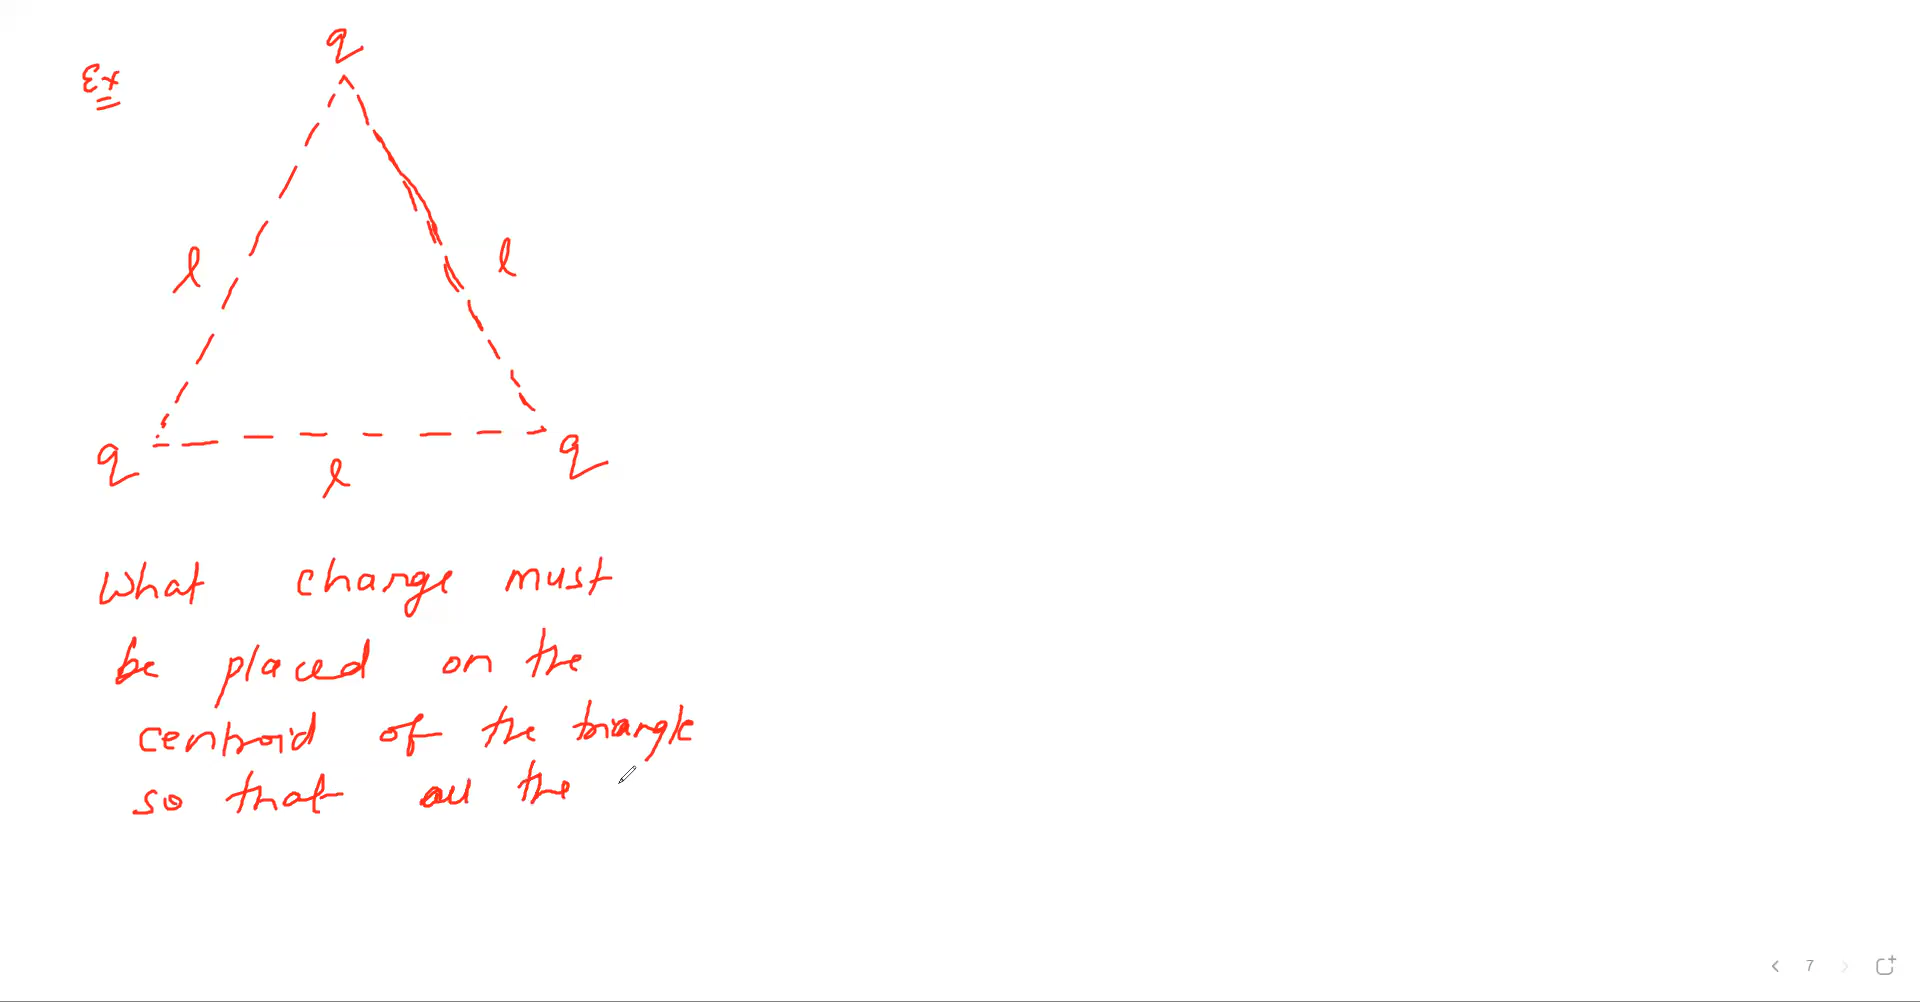 q
Ex
l
l
q
q
l
What charge must
be placed on the
centroid of the triangle
so that all the
7